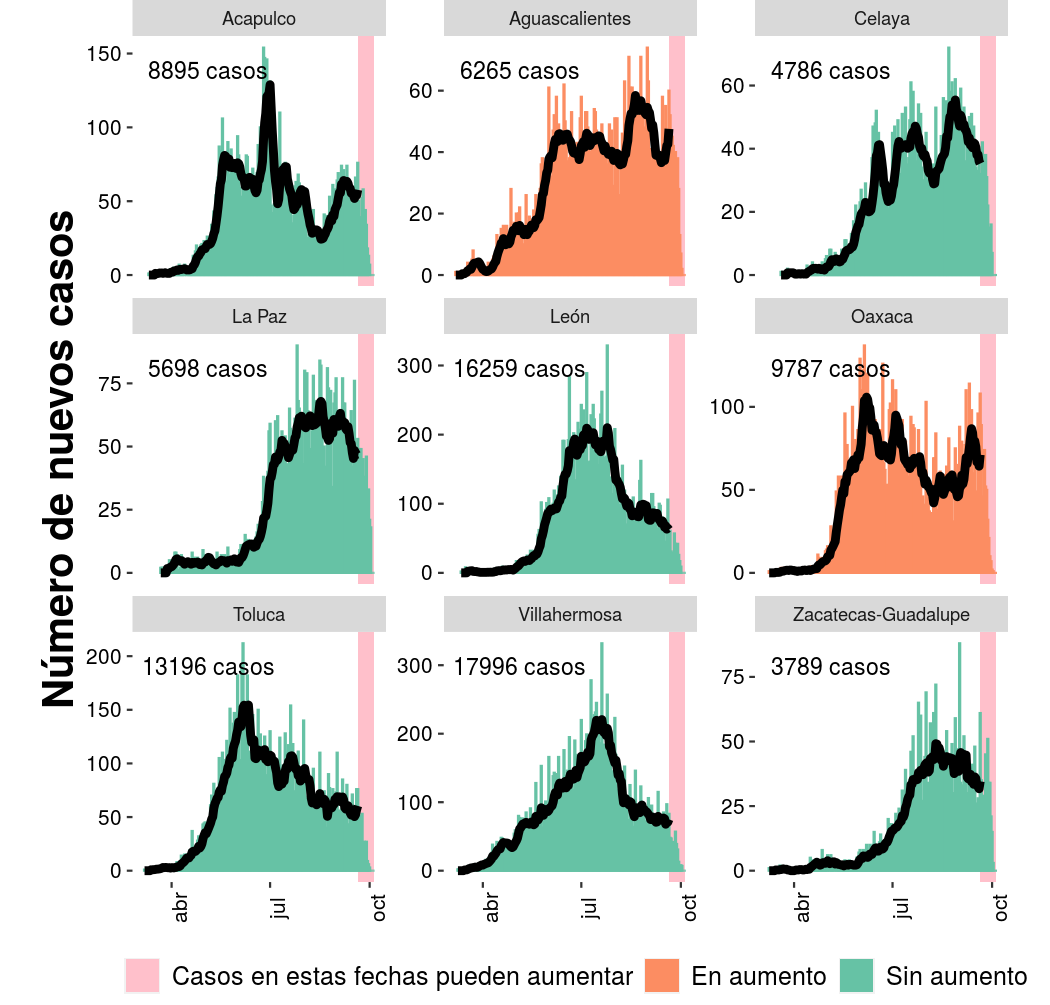 Número de nuevos casos
Acapulco
Aguascalientes
Celaya
8895 casos
6265 casos
4786 casos
150
100
50
0
60
40
20
0
60
40
20
0
La Paz
León
Oaxaca
5698 casos
16259 casos
9787 casos
75
50
25
0
300
200
100
0
100
50
0
Toluca
Villahermosa
Zacatecas-Guadalupe
13196 casos
17996 casos
3789 casos
200
150
100
50
0
300
200
100
0
75
50
25
0
abr
jul
oct
abr
jul
oct
abr
jul
oct
Casos en estas fechas pueden aumentar
En aumento
Sin aumento